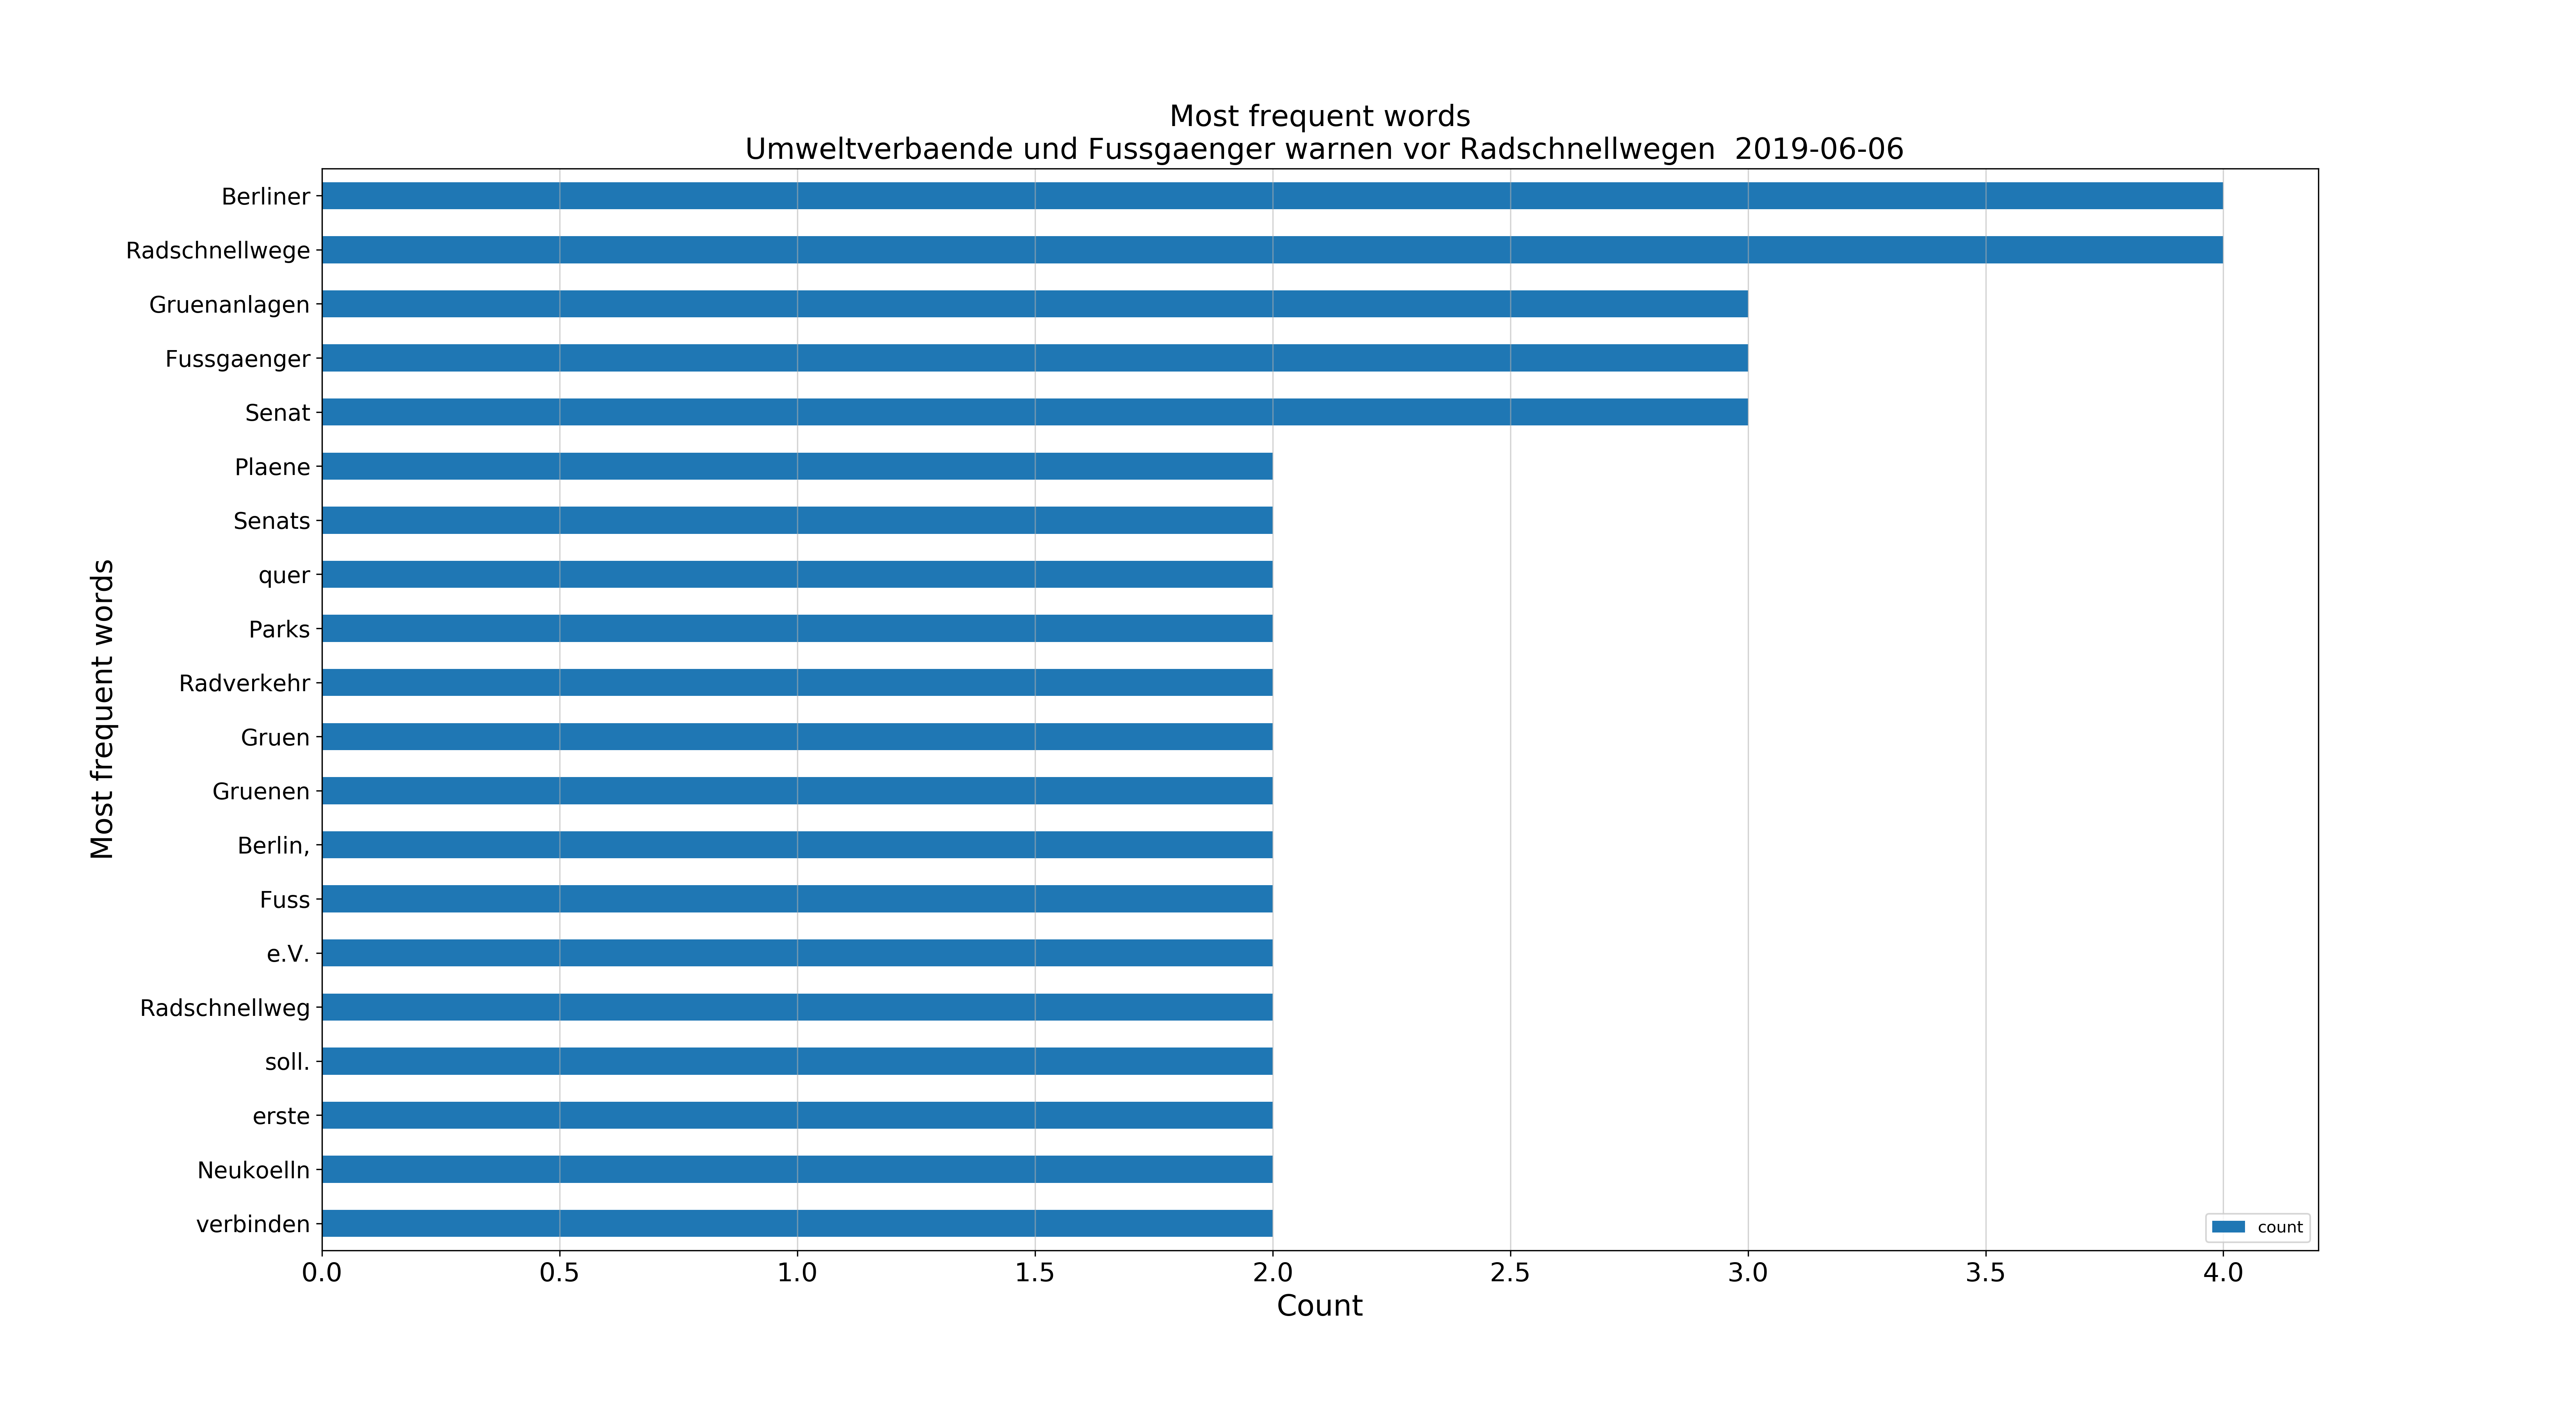 Most frequent words
Umweltverbaende und Fussgaenger warnen vor Radschnellwegen  2019-06-06
Most frequent words
Berliner
Radschnellwege
Gruenanlagen
Fussgaenger
Senat
Plaene
Senats
quer
Parks
Radverkehr
Gruen
Gruenen
Berlin,
Fuss
e.V.
Radschnellweg
soll.
erste
Neukoelln
verbinden
count
0.0 0.5 1.0 1.5 2.0 2.5 3.0 3.5 4.0
Count